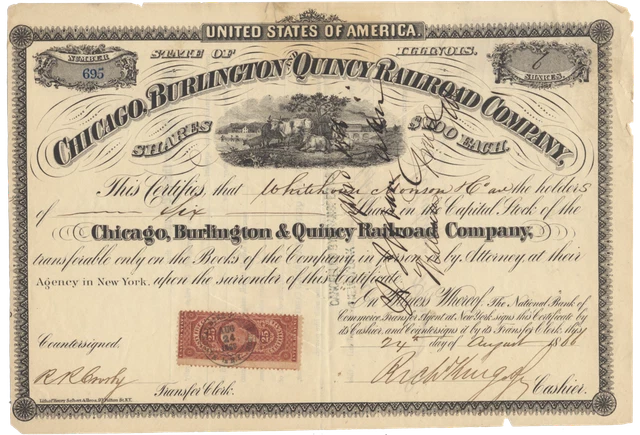 UNITED STATES OF AMERICA.
STATE OF ILLINOIS.
NUMBER
695
6
SHARES.
CHICAGO, BURLINGTON AND QUINCY RAILROAD COMPANY,
SHARES $100 EACH.
This Certifies, that Whitehouse Morison & Co are the holders
of Six Shares in the Capital Stock of the
Chicago, Burlington & Quincy Railroad Company,
transferable only on the Books of the Company in person or by Attorney, at their
Agency in New York, upon the surrender of this Certificate.
In Witness Whereof, The National Bank of
Commerce Transfer Agent at New York, signs this Certificate by
its Cashier, and Countersigns it by its Transfer Clerk this
24th day of August 1866
Countersigned.
Transfer Clerk.
Cashier.
25